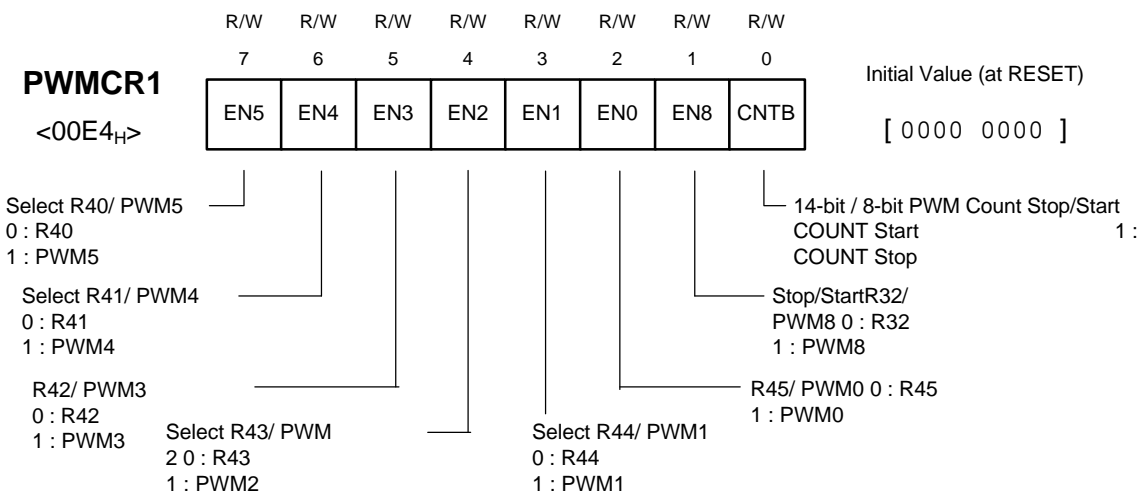 R/W R/W R/W R/W R/W R/W R/W R/W
7 6 5 4 3 2 1 0
PWMCR1
<00E4H>
EN5 EN4 EN3 EN2 EN1 EN0 EN8 CNTB
Initial Value (at RESET)
[ 0000 0000 ]
Select R40/ PWM5
0 : R40
1 : PWM5
14-bit / 8-bit PWM Count Stop/Start
COUNT Start 1 :
COUNT Stop
Select R41/ PWM4
0 : R41
1 : PWM4
Stop/StartR32/
PWM8 0 : R32
1 : PWM8
R42/ PWM3
0 : R42
1 : PWM3
Select R43/ PWM
2 0 : R43
1 : PWM2
Select R44/ PWM1
0 : R44
1 : PWM1
R45/ PWM0 0 : R45
1 : PWM0